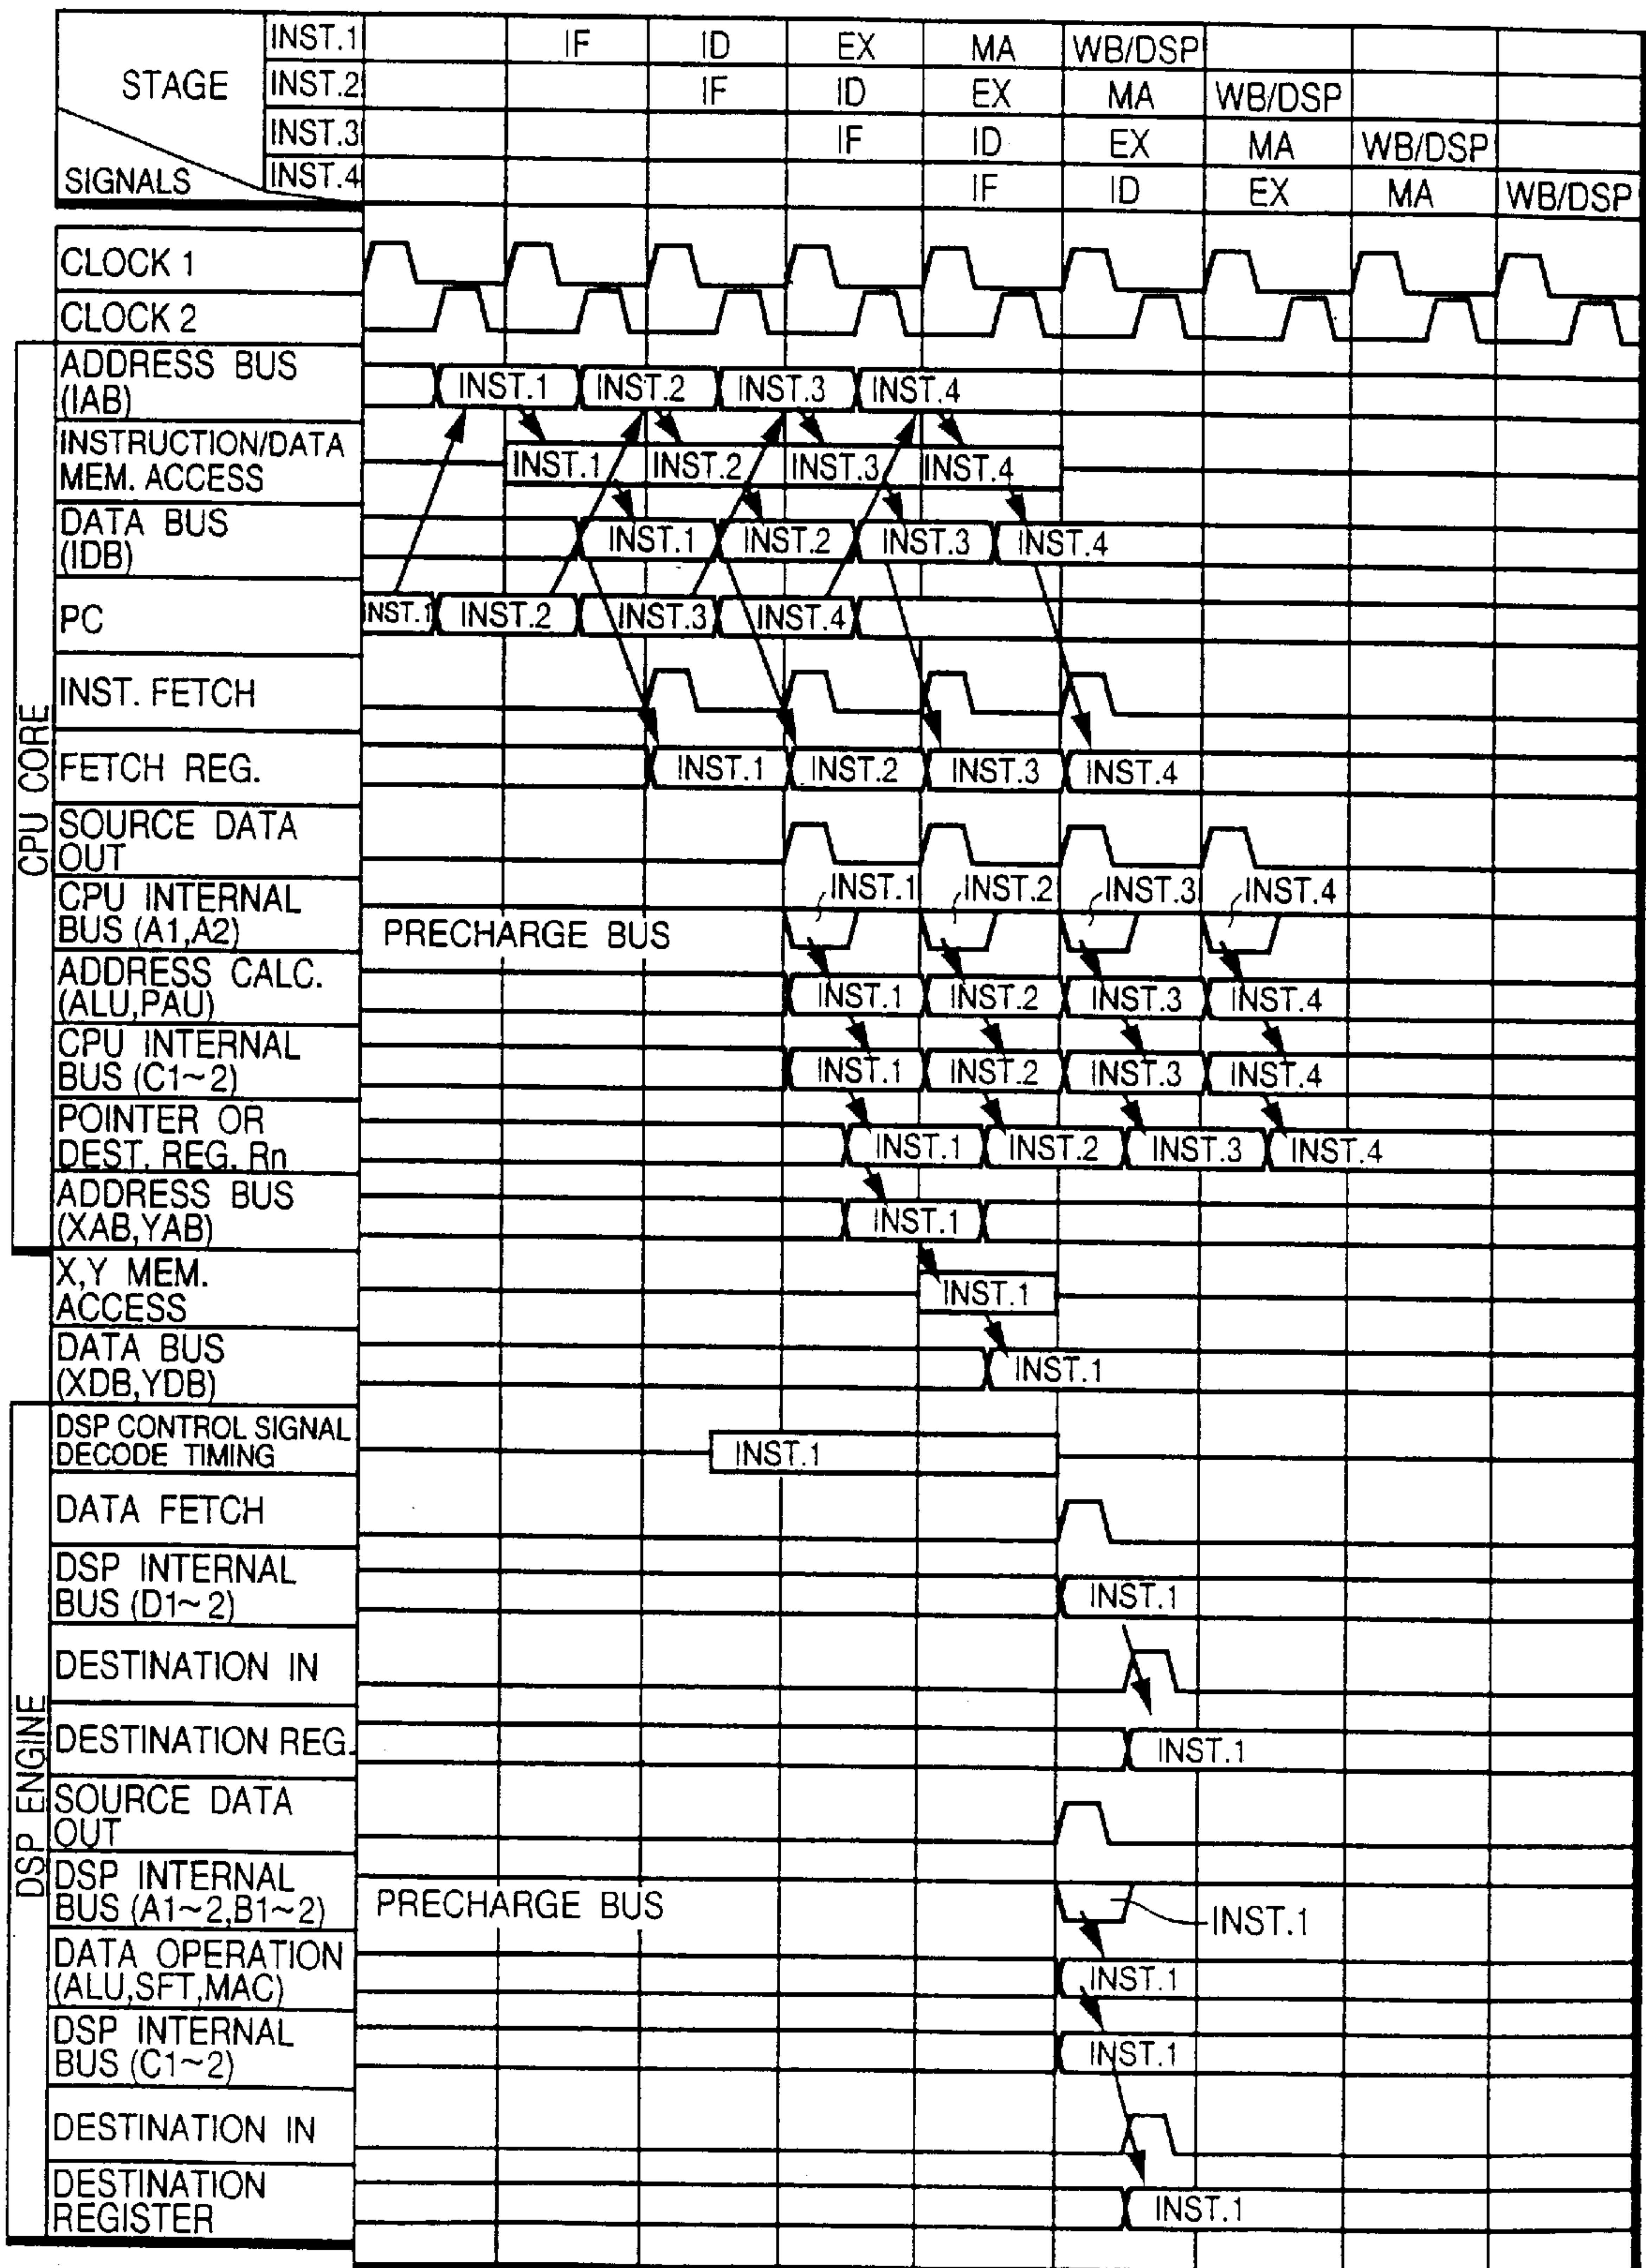 STAGE
SIGNALS
INST.1 IF ID EX MA WB/DSP
INST.2 IF ID EX MA WB/DSP
INST.3 IF ID EX MA WB/DSP
INST.4 IF ID EX MA WB/DSP
CLOCK 1
CLOCK 2
CPU CORE
ADDRESS BUS
(IAB)
INST.1 INST.2 INST.3 INST.4
INSTRUCTION/DATA
MEM. ACCESS
INST.1 INST.2 INST.3 INST.4
DATA BUS
(IDB)
INST.1 INST.2 INST.3 INST.4
PC
INST.1 INST.2 INST.3 INST.4
INST. FETCH
FETCH REG.
INST.1 INST.2 INST.3 INST.4
SOURCE DATA
OUT
CPU INTERNAL
BUS (A1,A2)
PRECHARGE BUS
INST.1 INST.2 INST.3 INST.4
ADDRESS CALC.
(ALU,PAU)
INST.1 INST.2 INST.3 INST.4
CPU INTERNAL
BUS (C1~2)
INST.1 INST.2 INST.3 INST.4
POINTER OR
DEST. REG. Rn
INST.1 INST.2 INST.3 INST.4
ADDRESS BUS
(XAB,YAB)
INST.1
X,Y MEM.
ACCESS
INST.1
DATA BUS
(XDB,YDB)
INST.1
DSP ENGINE
DSP CONTROL SIGNAL
DECODE TIMING
INST.1
DATA FETCH
DSP INTERNAL
BUS (D1~2)
INST.1
DESTINATION IN
DESTINATION REG.
INST.1
SOURCE DATA
OUT
DSP INTERNAL
BUS (A1~2,B1~2)
PRECHARGE BUS
INST.1
DATA OPERATION
(ALU,SFT,MAC)
INST.1
DSP INTERNAL
BUS (C1~2)
INST.1
DESTINATION IN
DESTINATION
REGISTER
INST.1